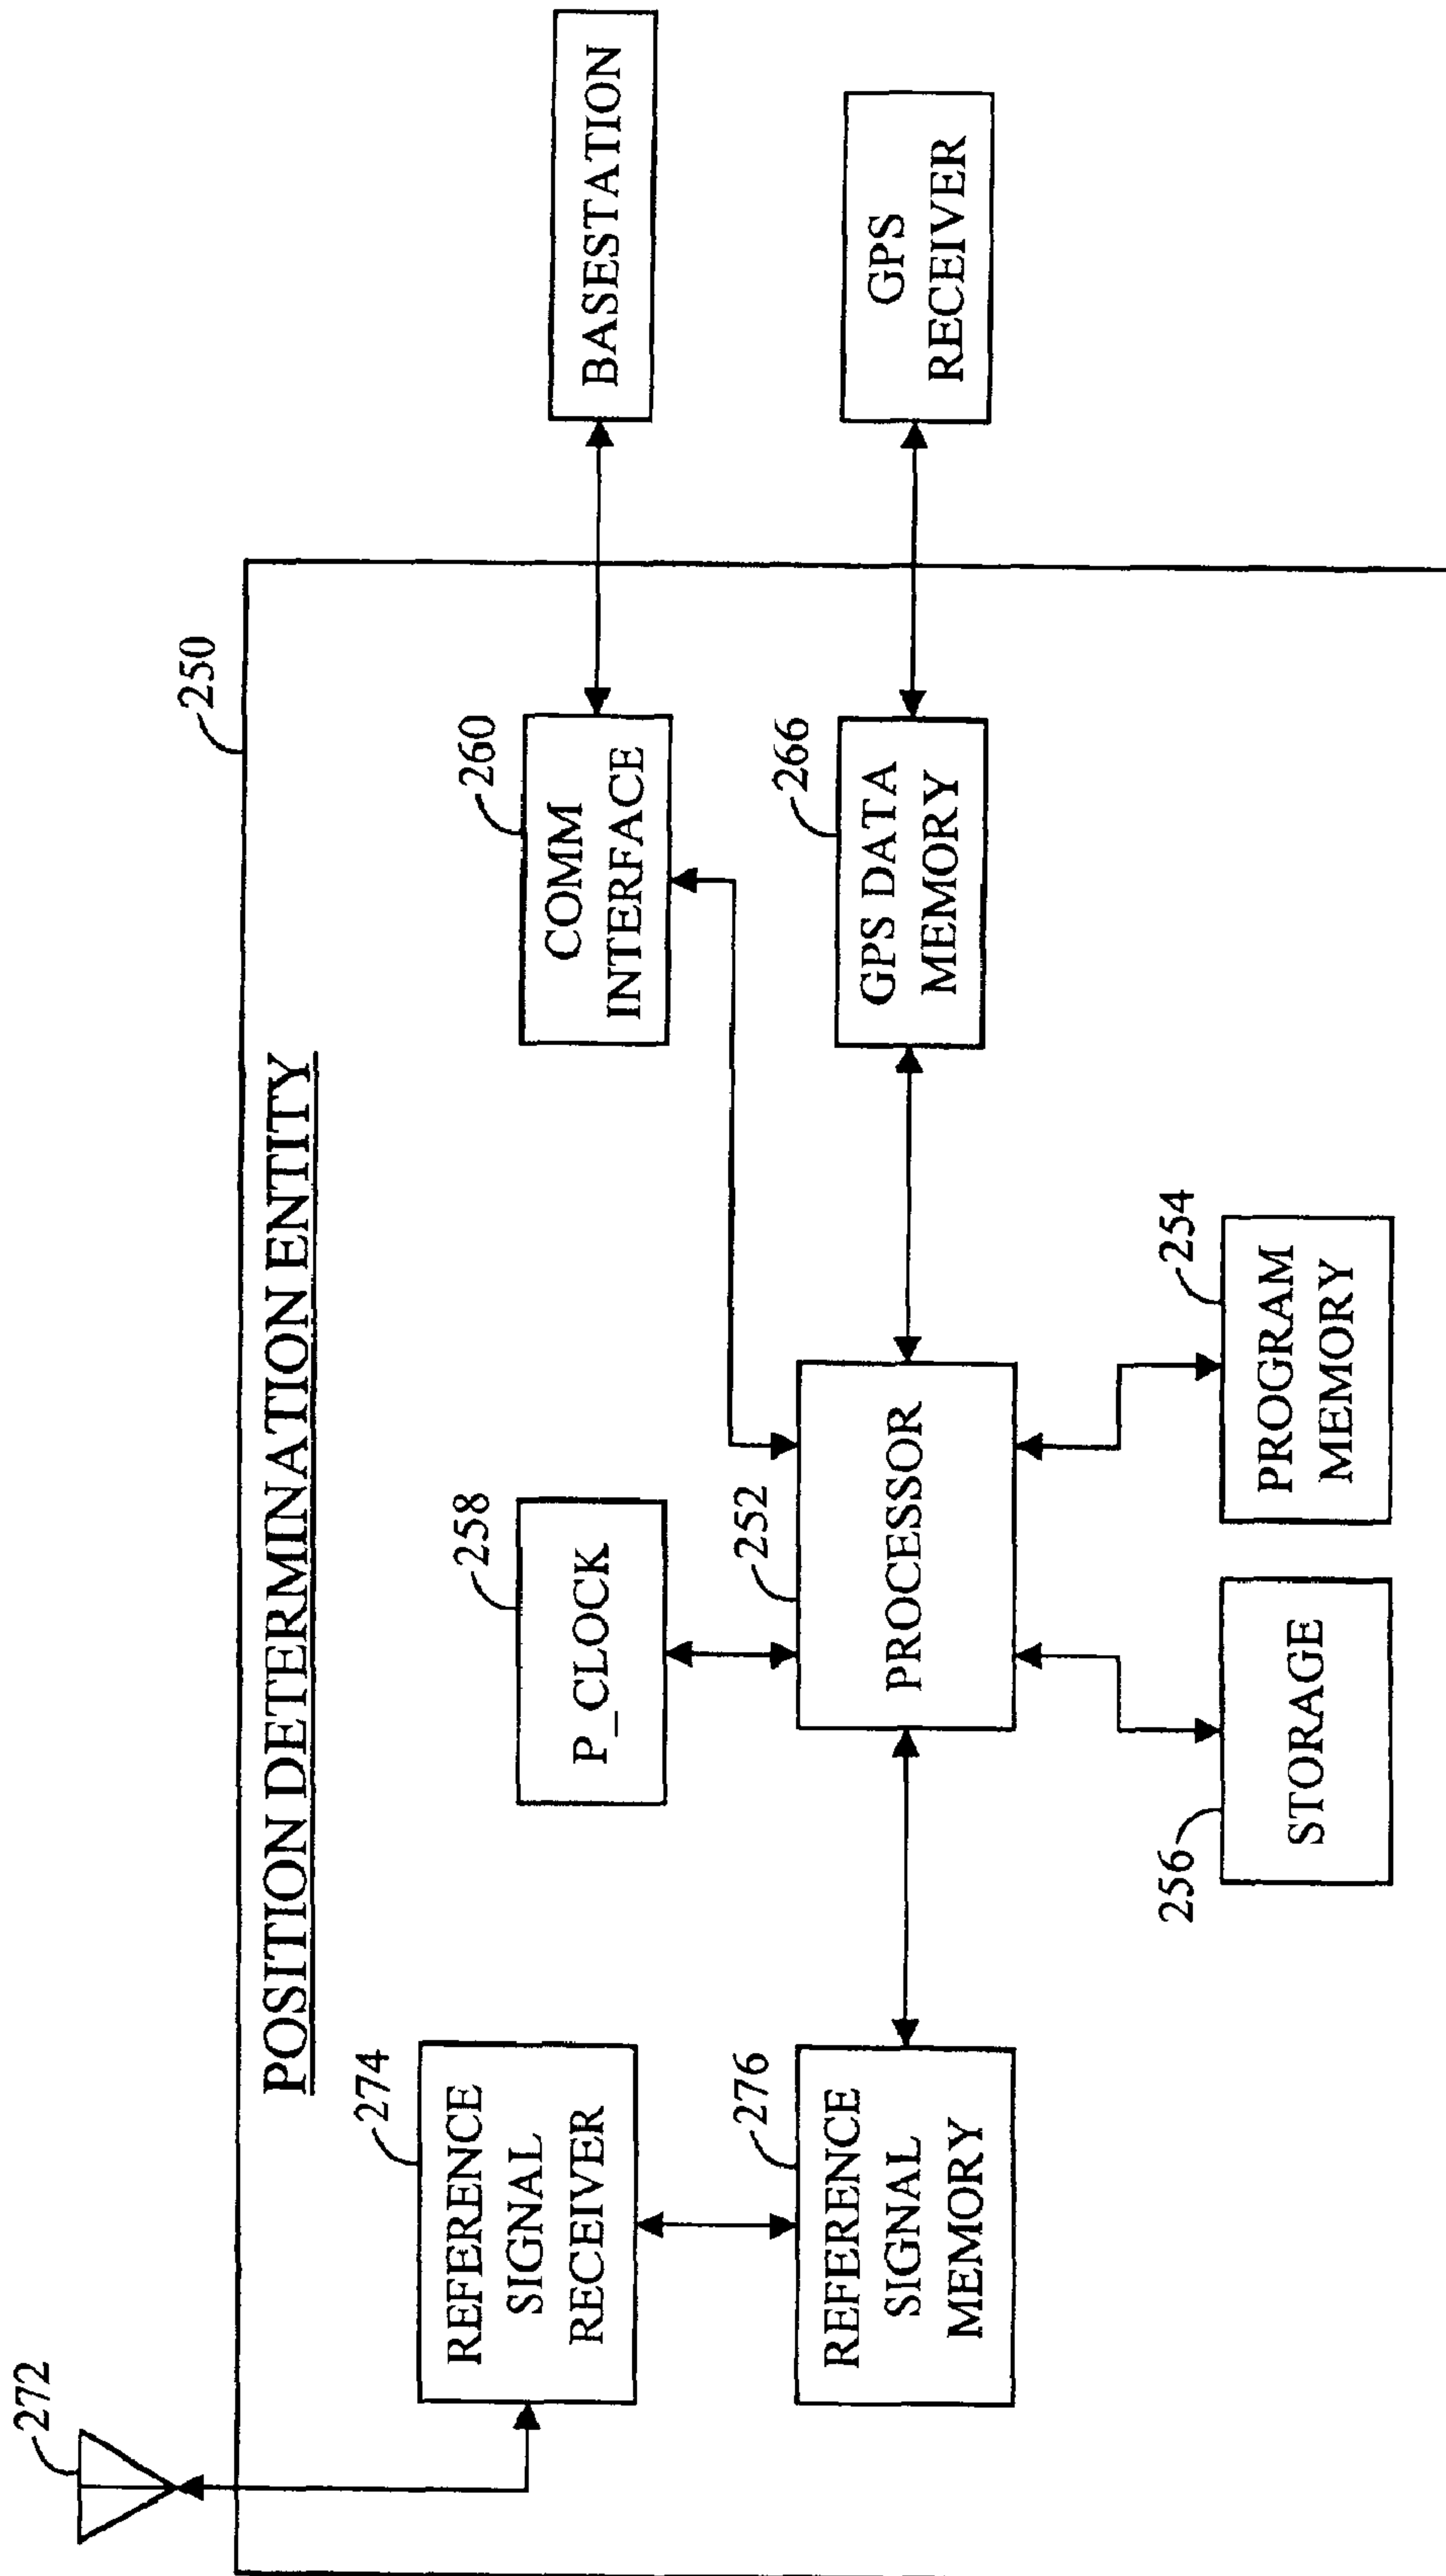 272
250
POSITION DETERMINATION ENTITY
274
REFERENCE
SIGNAL
RECEIVER
258
P_CLOCK
260
COMM
INTERFACE
BASESTATION
276
REFERENCE
SIGNAL
MEMORY
252
PROCESSOR
266
GPS DATA
MEMORY
GPS
RECEIVER
256
STORAGE
254
PROGRAM
MEMORY